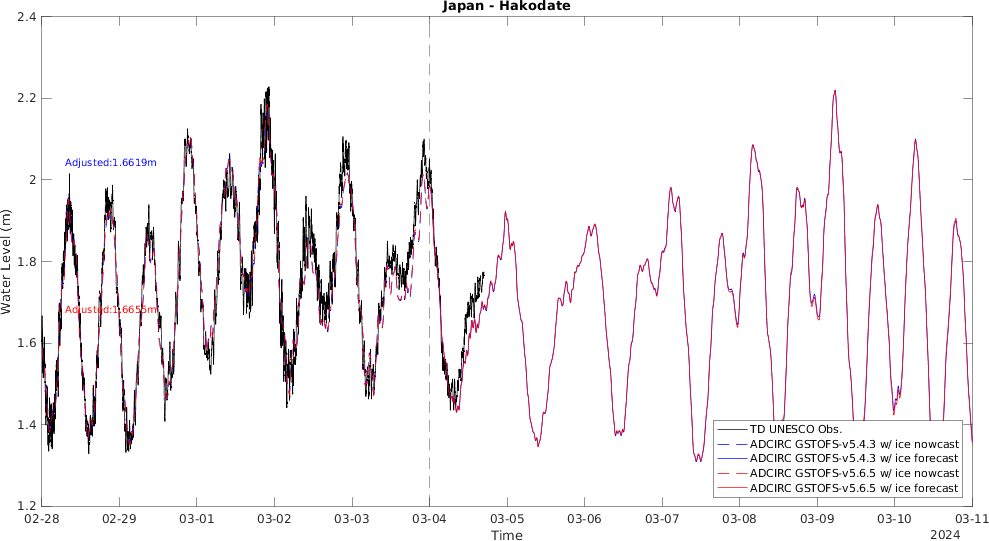 Japan - Hakodate
2.4
2.2
2
1.8
1.6
1.4
1.2
Water Level (m)
Adjusted:1.6619m
Adjusted:1.6655m
TD UNESCO Obs.
ADCIRC GSTOFS-v5.4.3 w/ ice nowcast
ADCIRC GSTOFS-v5.4.3 w/ ice forecast
ADCIRC GSTOFS-v5.6.5 w/ ice nowcast
ADCIRC GSTOFS-v5.6.5 w/ ice forecast
02-28 02-29 03-01 03-02 03-03 03-04 03-05 03-06 03-07 03-08 03-09 03-10 03-11
Time
2024